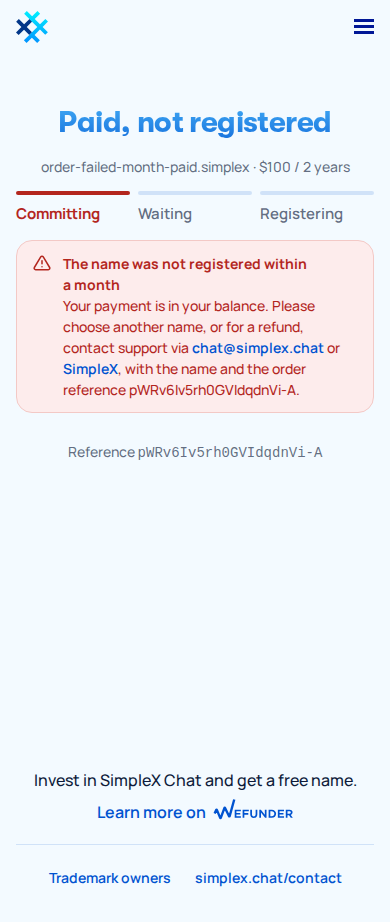 Paid, not registered
order-failed-month-paid.simplex · $100 / 2 years
Committing
Waiting
Registering
The name was not registered within
a month
Your payment is in your balance. Please
choose another name, or for a refund,
contact support via chat@simplex.chat or
SimpleX, with the name and the order
reference pWRv6Iv5rh0GVIdqdnVi-A.
Reference pWRv6Iv5rh0GVIdqdnVi-A
Invest in SimpleX Chat and get a free name.
Learn more on WEFUNDER
Trademark owners
simplex.chat/contact